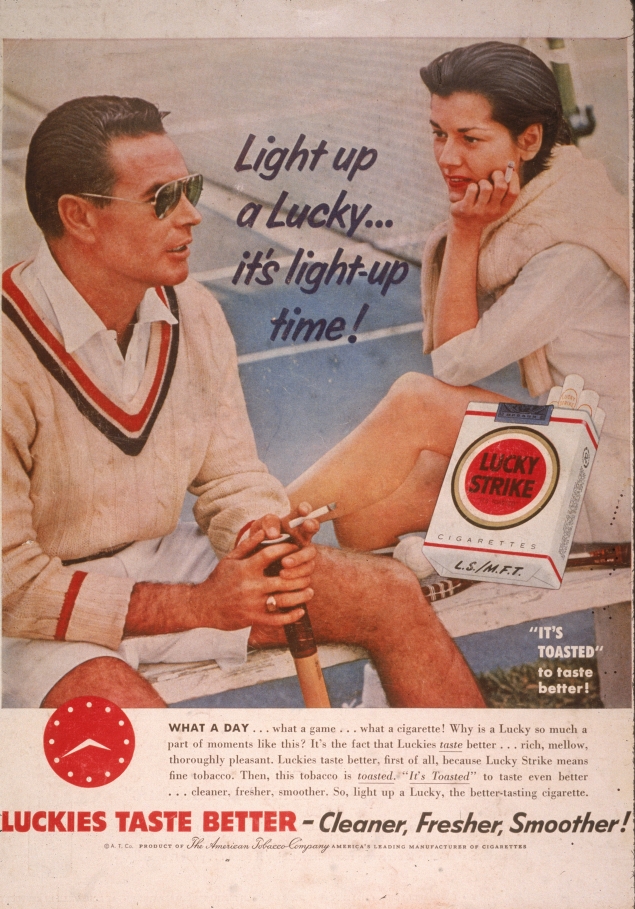 Light up
a Lucky...
it's light-up
time!
LUCKY
STRIKE
CIGARETTES
L.S./M.F.T.
"IT'S
TOASTED"
to taste
better!
WHAT A DAY . . . what a game . . . what a cigarette! Why is a Lucky so much a
part of moments like this? It's the fact that Luckies taste better . . . rich, mellow,
thoroughly pleasant. Luckies taste better, first of all, because Lucky Strike means
fine tobacco. Then, this tobacco is toasted. "It's Toasted" to taste even better
. . . cleaner, fresher, smoother. So, light up a Lucky, the better-tasting cigarette.
LUCKIES TASTE BETTER – Cleaner, Fresher, Smoother!
© A. T. Co. PRODUCT OF The American Tobacco Company AMERICA'S LEADING MANUFACTURER OF CIGARETTES